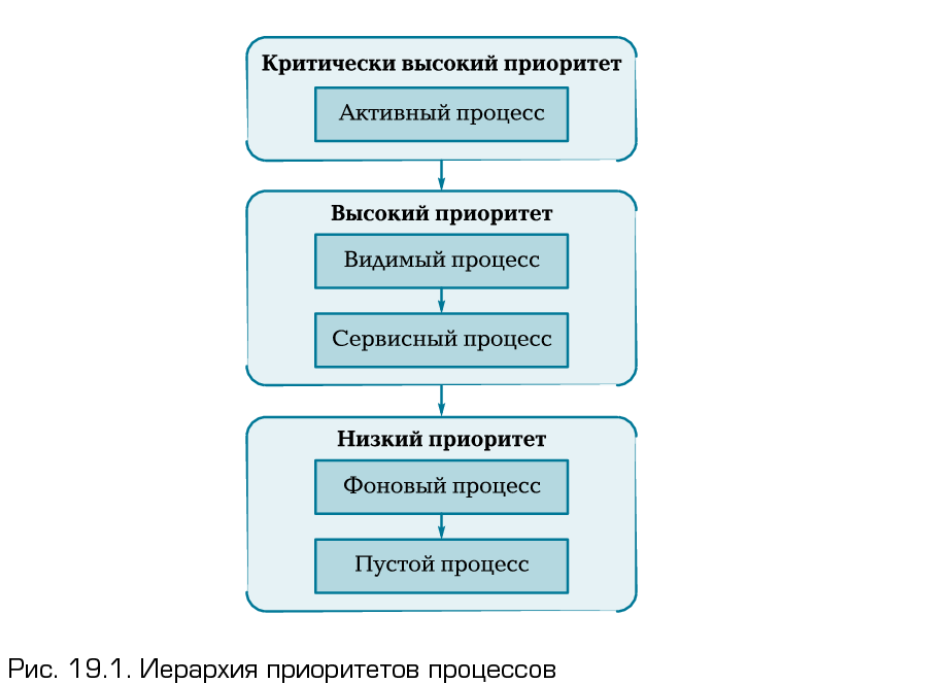 Критически высокий приоритет
Активный процесс
Высокий приоритет
Видимый процесс
Сервисный процесс
Низкий приоритет
Фоновый процесс
Пустой процесс
Рис. 19.1. Иерархия приоритетов процессов